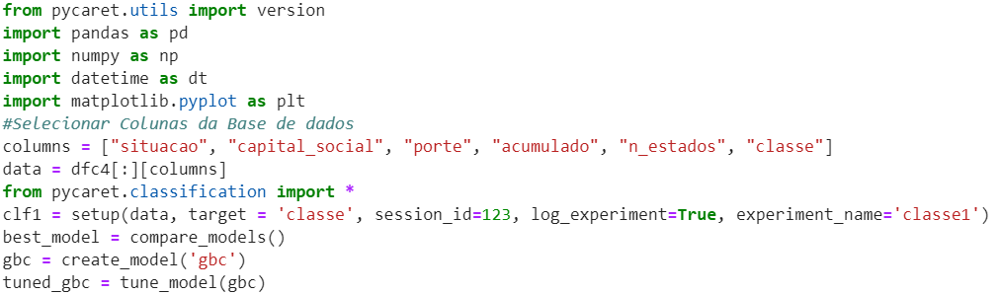 from pycaret.utils import version
import pandas as pd
import numpy as np
import datetime as dt
import matplotlib.pyplot as plt
#Selecionar Colunas da Base de dados
columns = ["situacao", "capital_social", "porte", "acumulado", "n_estados", "classe"]
data = dfc4[:][columns]
from pycaret.classification import *
clf1 = setup(data, target = 'classe', session_id=123, log_experiment=True, experiment_name='classe1')
best_model = compare_models()
gbc = create_model('gbc')
tuned_gbc = tune_model(gbc)